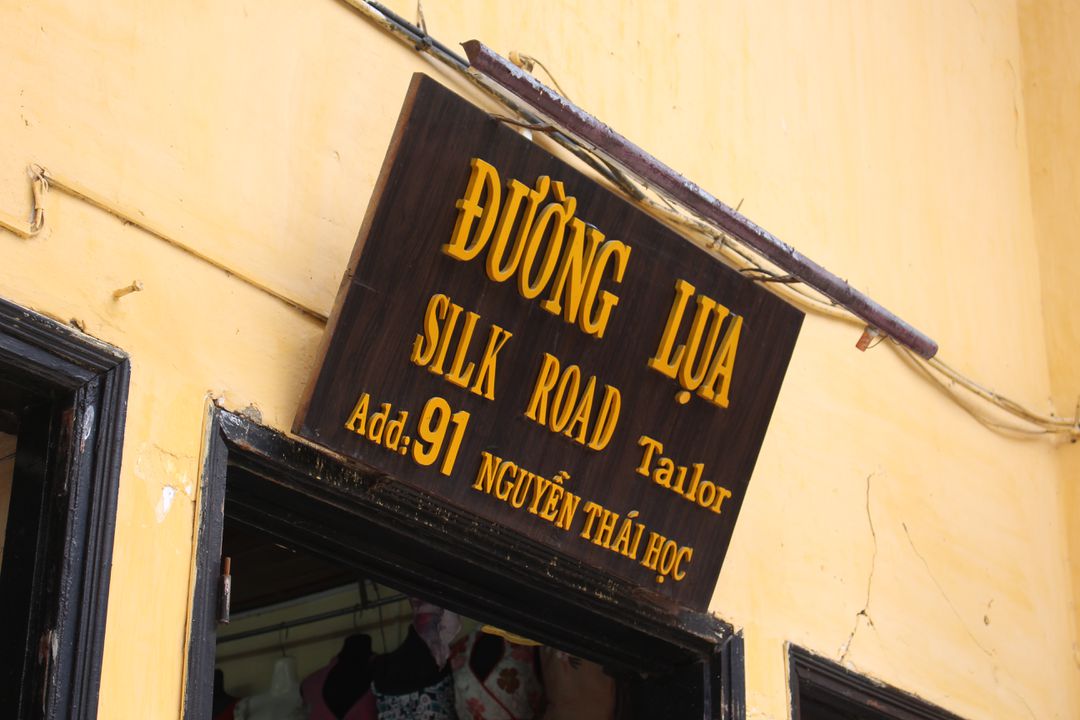 ĐƯỜNG LỤA
SILK ROAD Tailor
Add: 91 NGUYỄN THÁI HỌC